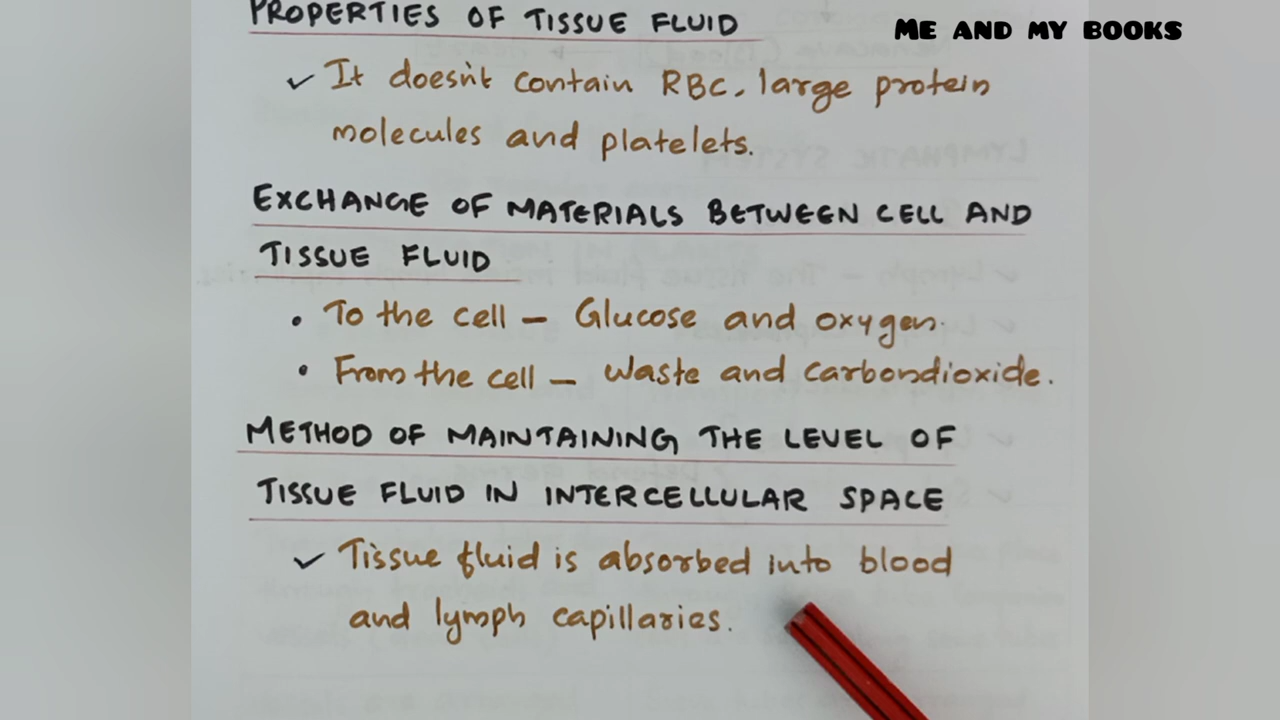 PROPERTIES OF TISSUE FLUID
ME AND MY BOOKS
✓ It doesn't contain RBC, large protein
molecules and platelets.
EXCHANGE OF MATERIALS BETWEEN CELL AND
TISSUE FLUID
• To the cell – Glucose and oxygen.
• From the cell – waste and carbondioxide.
METHOD OF MAINTAINING THE LEVEL OF
TISSUE FLUID IN INTERCELLULAR SPACE
✓ Tissue fluid is absorbed into blood
and lymph capillaries.